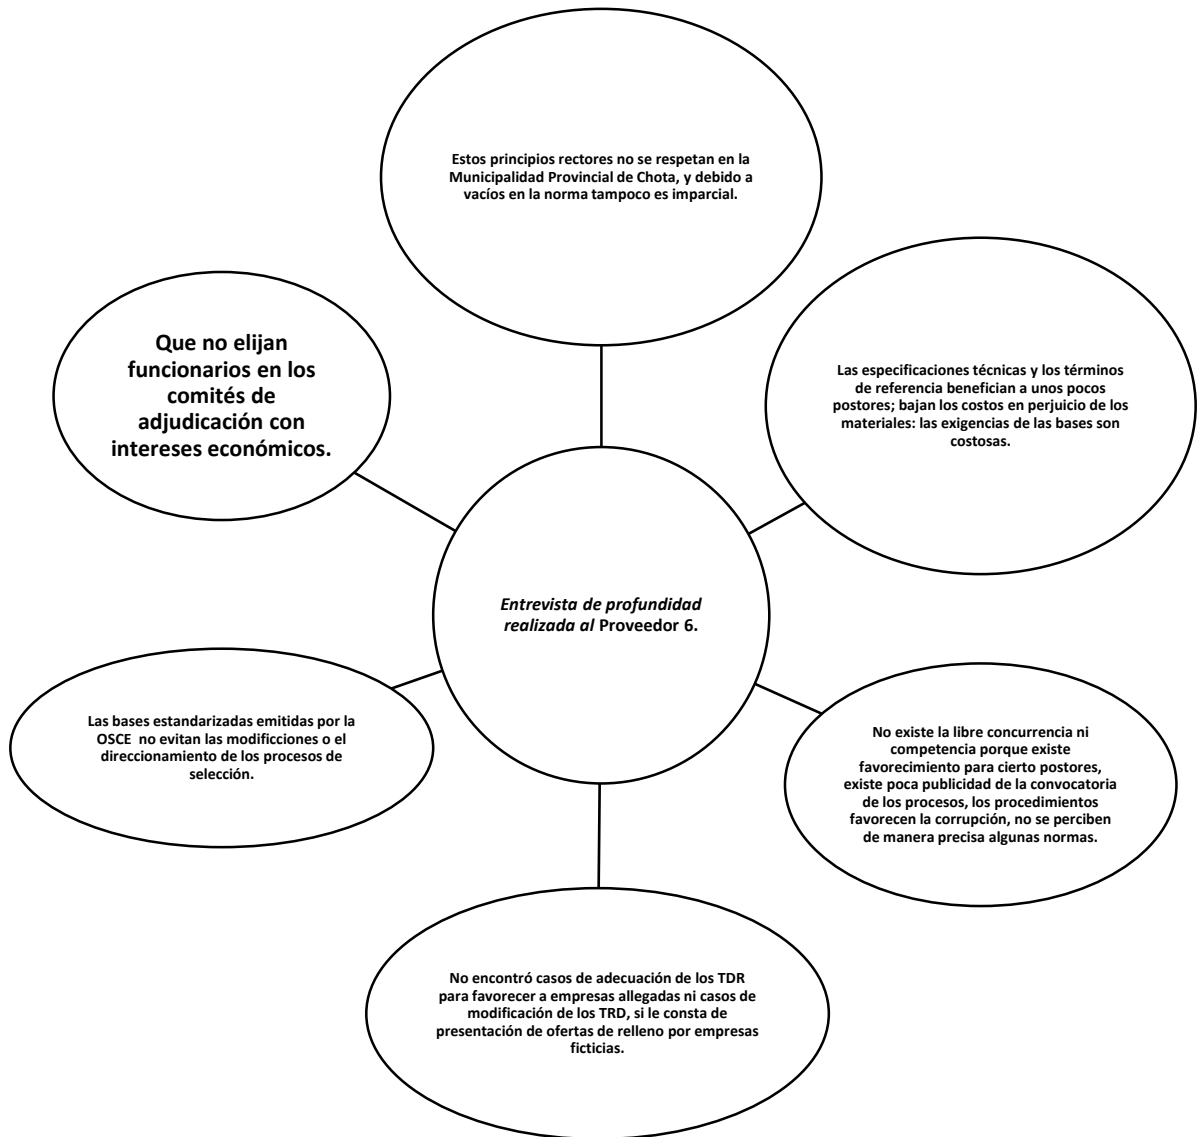 Estos principios rectores no se respetan en la
Municipalidad Provincial de Chota, y debido a
vacíos en la norma tampoco es imparcial.
Las especificaciones técnicas y los términos
de referencia benefician a unos pocos
postores; bajan los costos en perjuicio de los
materiales: las exigencias de las bases son
costosas.
No existe la libre concurrencia ni
competencia porque existe
favorecimiento para cierto postores,
existe poca publicidad de la convocatoria
de los procesos, los procedimientos
favorecen la corrupción, no se perciben
de manera precisa algunas normas.
No encontró casos de adecuación de los TDR
para favorecer a empresas allegadas ni casos de
modificación de los TRD, si le consta de
presentación de ofertas de relleno por empresas
ficticias.
Las bases estandarizadas emitidas por la
OSCE no evitan las modificciones o el
direccionamiento de los procesos de
selección.
Que no elijan
funcionarios en los
comités de
adjudicación con
intereses económicos.
Entrevista de profundidad
realizada al Proveedor 6.